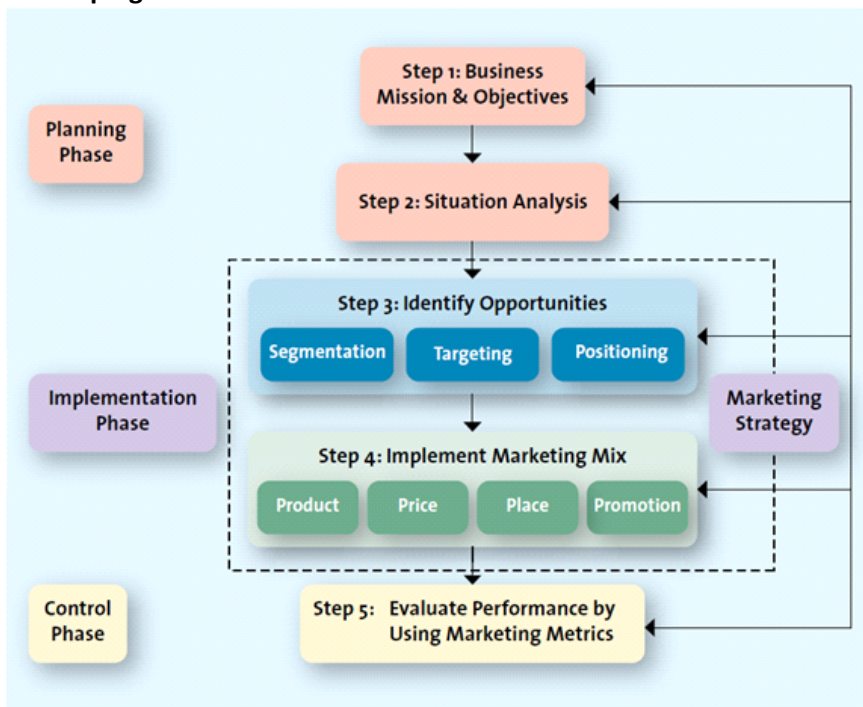 Step 1: Business
Mission & Objectives
Planning
Phase
Step 2: Situation Analysis
Step 3: Identify Opportunities
Segmentation
Targeting
Positioning
Implementation
Phase
Marketing
Strategy
Step 4: Implement Marketing Mix
Product
Price
Place
Promotion
Control
Phase
Step 5: Evaluate Performance by
Using Marketing Metrics